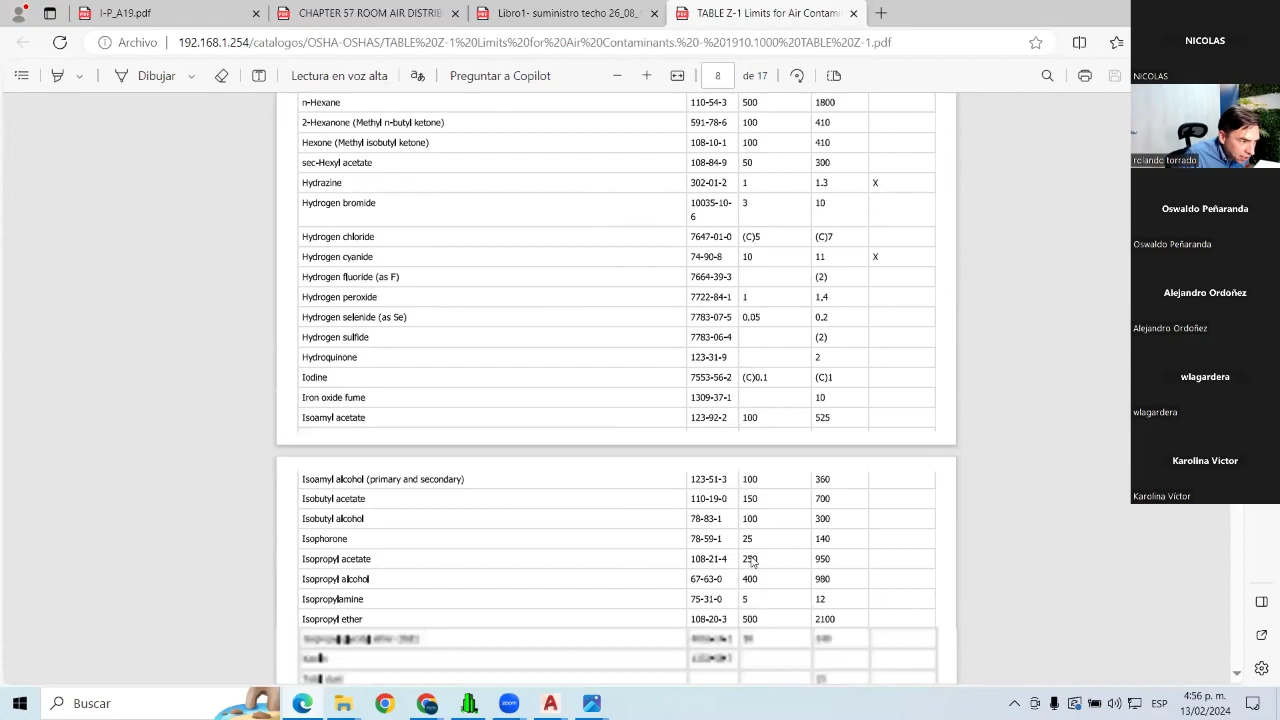 I-P_A19.pdf
CHAPTER 57 ROOM AIR DISTRIB
Libro1- suministro techo 26_08_
TABLE Z-1 Limits for Air Contami
Archivo
192.168.1.254/catalogos/OSHA-OSHAS/TABLE%20Z-1%20Limits%20for%20Air%20Contaminants.%20-%201910.1000%20TABLE%20Z-1.pdf
Dibujar
Lectura en voz alta
Preguntar a Copilot
8
de 17
n-Hexane 110-54-3 500 1800
2-Hexanone (Methyl n-butyl ketone) 591-78-6 100 410
Hexone (Methyl isobutyl ketone) 108-10-1 100 410
sec-Hexyl acetate 108-84-9 50 300
Hydrazine 302-01-2 1 1.3 X
Hydrogen bromide 10035-10- 3 10
6
Hydrogen chloride 7647-01-0 (C)5 (C)7
Hydrogen cyanide 74-90-8 10 11 X
Hydrogen fluoride (as F) 7664-39-3 (2)
Hydrogen peroxide 7722-84-1 1 1.4
Hydrogen selenide (as Se) 7783-07-5 0.05 0.2
Hydrogen sulfide 7783-06-4 (2)
Hydroquinone 123-31-9 2
Iodine 7553-56-2 (C)0.1 (C)1
Iron oxide fume 1309-37-1 10
Isoamyl acetate 123-92-2 100 525
Isoamyl alcohol (primary and secondary) 123-51-3 100 360
Isobutyl acetate 110-19-0 150 700
Isobutyl alcohol 78-83-1 100 300
Isophorone 78-59-1 25 140
Isopropyl acetate 108-21-4 250 950
Isopropyl alcohol 67-63-0 400 980
Isopropylamine 75-31-0 5 12
Isopropyl ether 108-20-3 500 2100
NICOLAS
NICOLAS
rolando torrado
Oswaldo Peñaranda
Oswaldo Peñaranda
Alejandro Ordoñez
Alejandro Ordoñez
wlagardera
wlagardera
Karolina Víctor
Karolina Víctor
Buscar
zoom
4:56 p. m.
13/02/2024